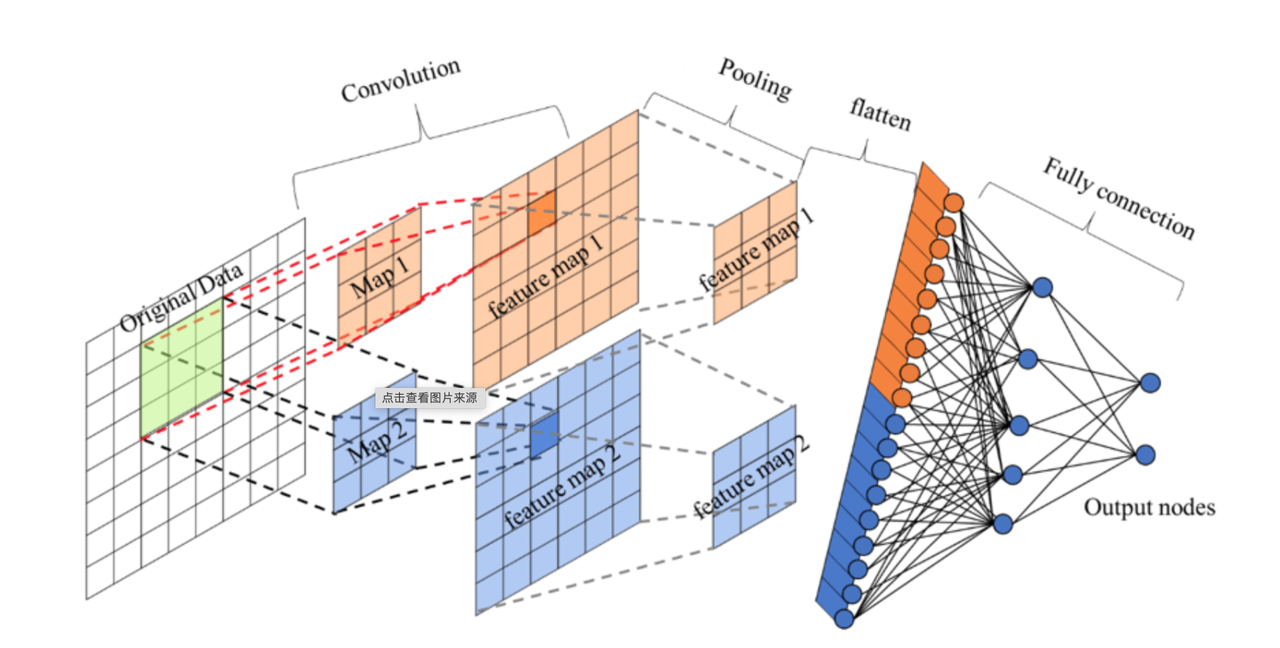 Convolution
Pooling
flatten
Fully connection
Original Data
Map 1
feature map 1
feature map 1
点击查看图片来源
Map 2
feature map 2
feature map 2
Output nodes